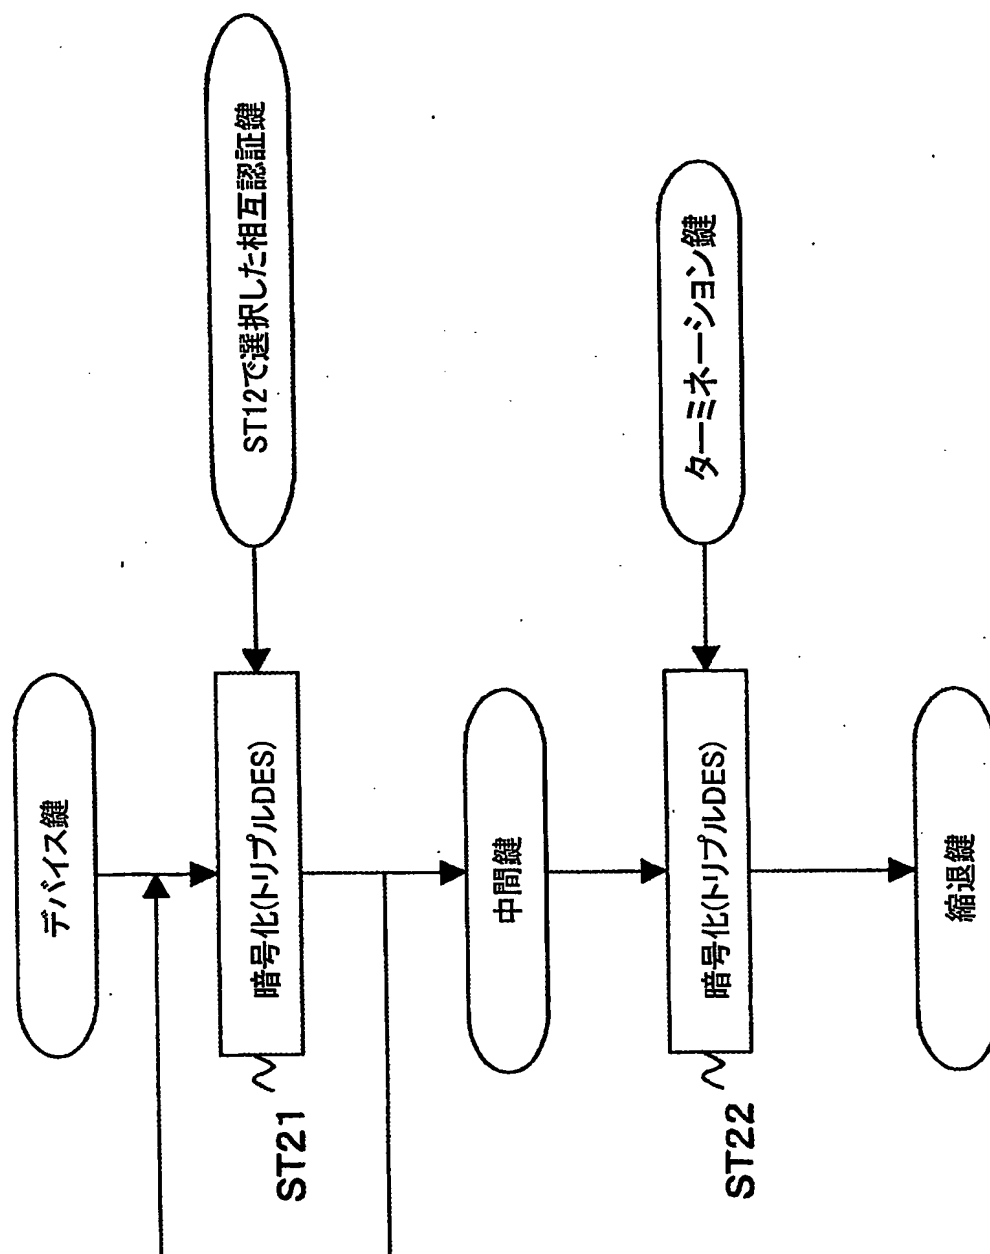 デバイス鍵
ST12で選択した相互認証鍵
暗号化(トリプルDES)
ST21
中間鍵
ターミネーション鍵
暗号化(トリプルDES)
ST22
縮退鍵